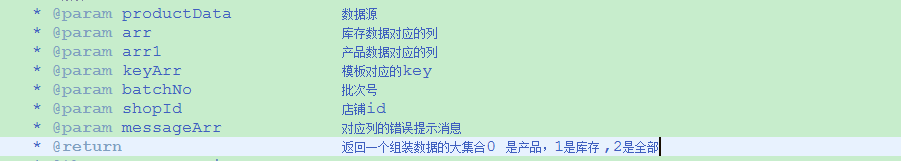 * @param productData 数据源
* @param arr 库存数据对应的列
* @param arr1 产品数据对应的列
* @param keyArr 模板对应的key
* @param batchNo 批次号
* @param shopId 店铺id
* @param messageArr 对应列的错误提示消息
* @return 返回一个组装数据的大集合0 是产品，1是库存 ,2是全部